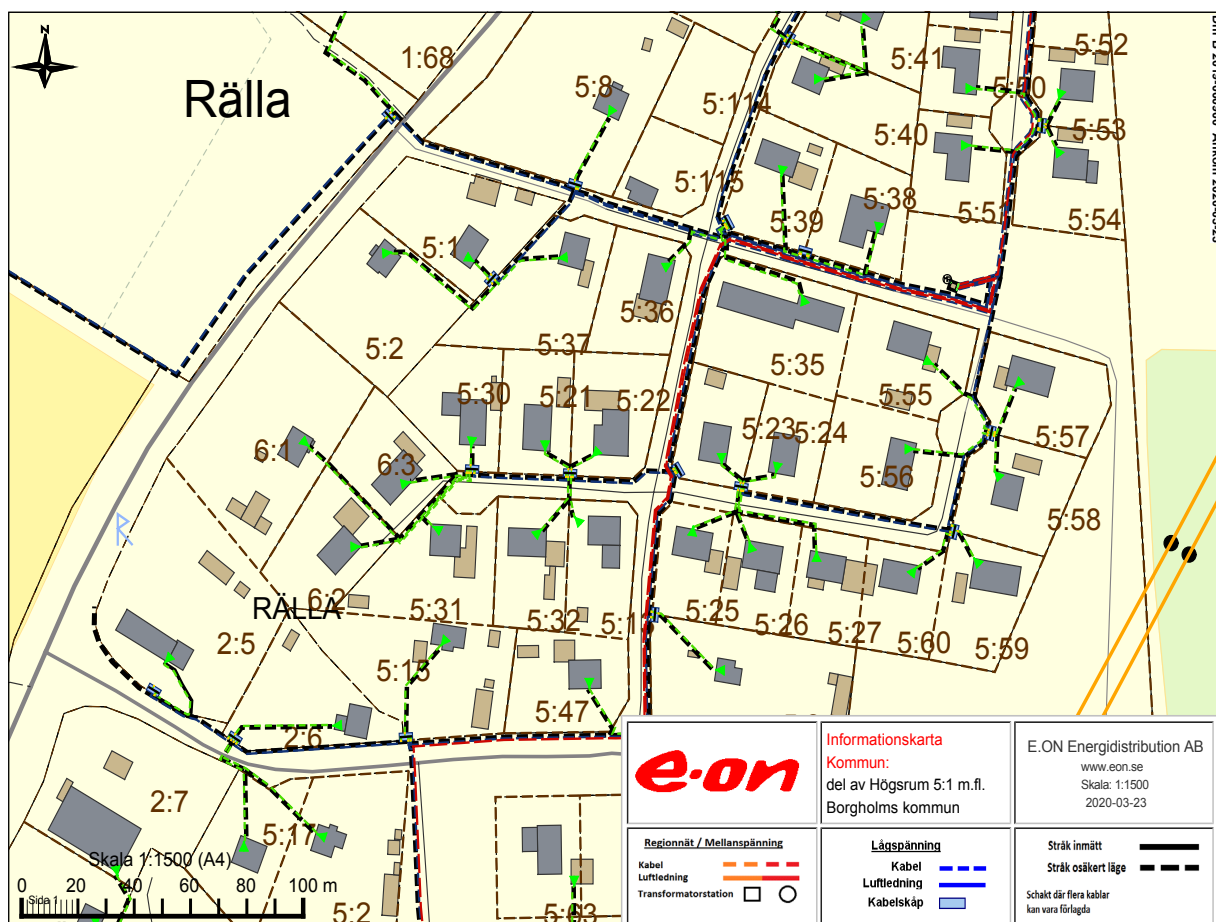 N
Rälla
1:68
5:8
5:114
5:115
5:41
5:40
5:50
5:52
5:53
5:39
5:38
5:51
5:54
5:1
5:36
5:2
5:37
5:35
5:30
5:21
5:22
5:55
5:23
5:24
5:57
6:1
6:3
5:56
5:58
R
6:2
RÄLLA
5:31
5:32
5:25
5:26
5:27
5:60
5:59
2:5
5:15
5:47
2:6
2:7
5:17
5:2
5:63
Skala 1:1500 (A4)
0 20 40 60 80 100 m
Sida 1
e·on
Informationskarta
Kommun:
del av Högsrum 5:1 m.fl.
Borgholms kommun
E.ON Energidistribution AB
www.eon.se
Skala: 1:1500
2020-03-23
Regionnät / Mellanspänning
Kabel
Luftledning
Transformatorstation
Lågspänning
Kabel
Luftledning
Kabelskåp
Stråk inmätt
Stråk osäkert läge
Schakt där flera kablar
kan vara förlagda